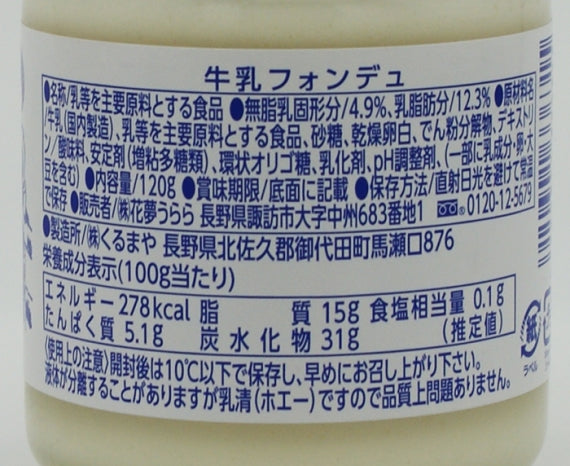 牛乳フォンデュ
●名称/乳等を主要原料とする食品 ●無脂乳固形分/4.9%、乳脂肪分/12.3% ●原材料名
/牛乳(国内製造)、乳等を主要原料とする食品、砂糖、乾燥卵白、でん粉分解物、デキストリ
ン/酸味料、安定剤(増粘多糖類)、環状オリゴ糖、乳化剤、pH調整剤、(一部に乳成分・卵・大
豆を含む) ●内容量/120g ●賞味期限/底面に記載 ●保存方法/直射日光を避けて常温
で保存 ●販売者/㈱花夢うらら 長野県諏訪市大字中州683番地1 0120-12-5679
●製造所/㈱くるまや 長野県北佐久郡御代田町馬瀬口876
栄養成分表示(100g当たり)
エネルギー 278kcal 脂質 15g 食塩相当量 0.1g
たんぱく質 5.1g 炭水化物 31g (推定値)
〈使用上の注意〉開封後は10℃以下で保存し、早めにお召し上がり下さい。
液体が分離することがありますが乳清(ホエー)ですので品質上問題ありません。
紙
ラベル